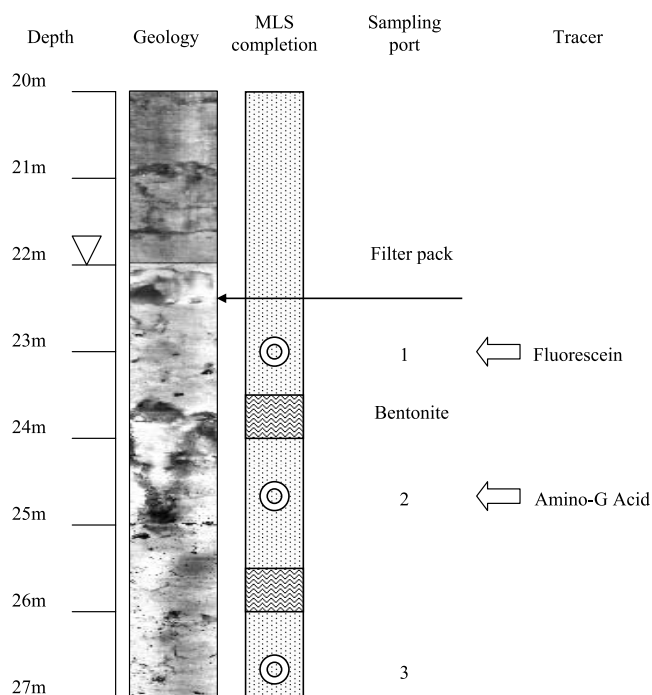 Depth
Geology
MLS
completion
Sampling
port
Tracer
20m
21m
22m
Filter pack
23m
1
Fluorescein
24m
Bentonite
2
Amino-G Acid
25m
26m
3
27m